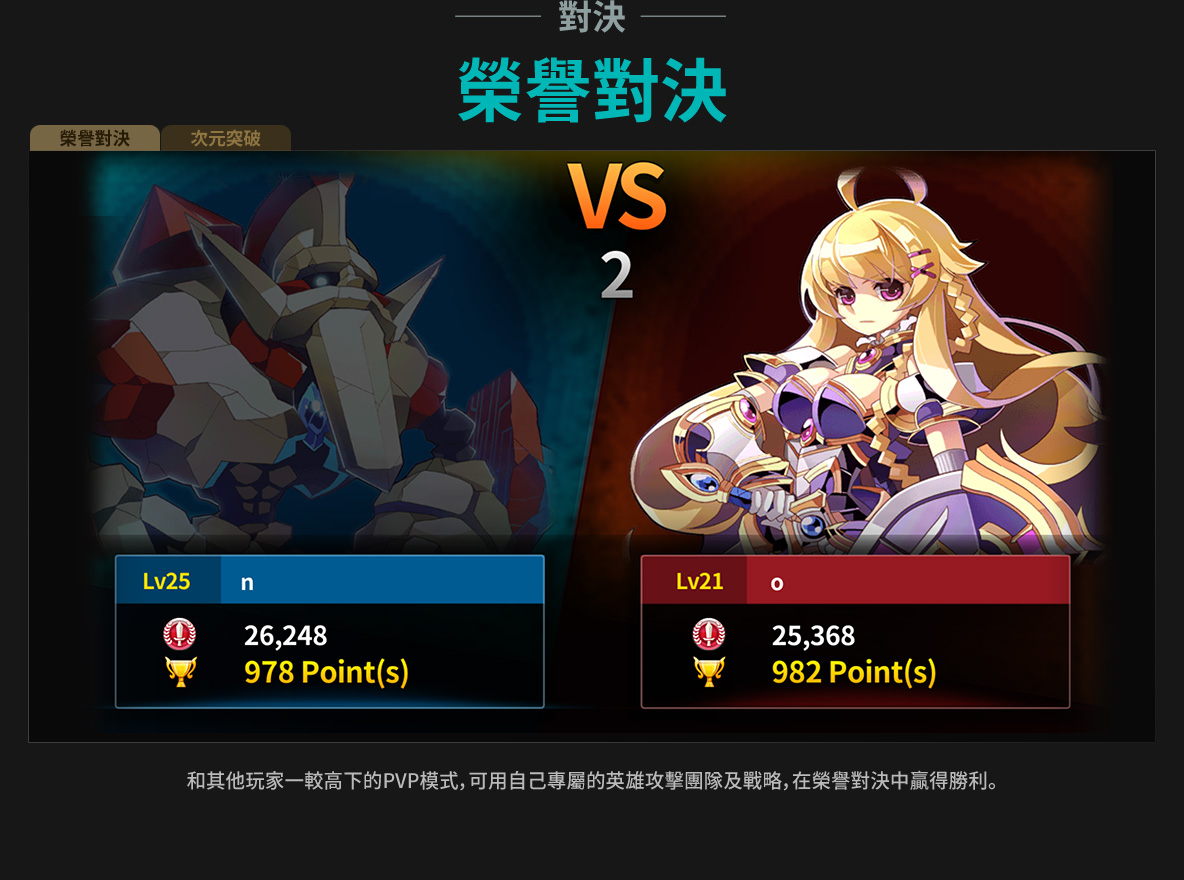 對決
榮譽對決
榮譽對決
次元突破
VS
2
Lv25 n
26,248
978 Point(s)
Lv21 o
25,368
982 Point(s)
和其他玩家一較高下的PVP模式,可用自己專屬的英雄攻擊團隊及戰略,在榮譽對決中贏得勝利。